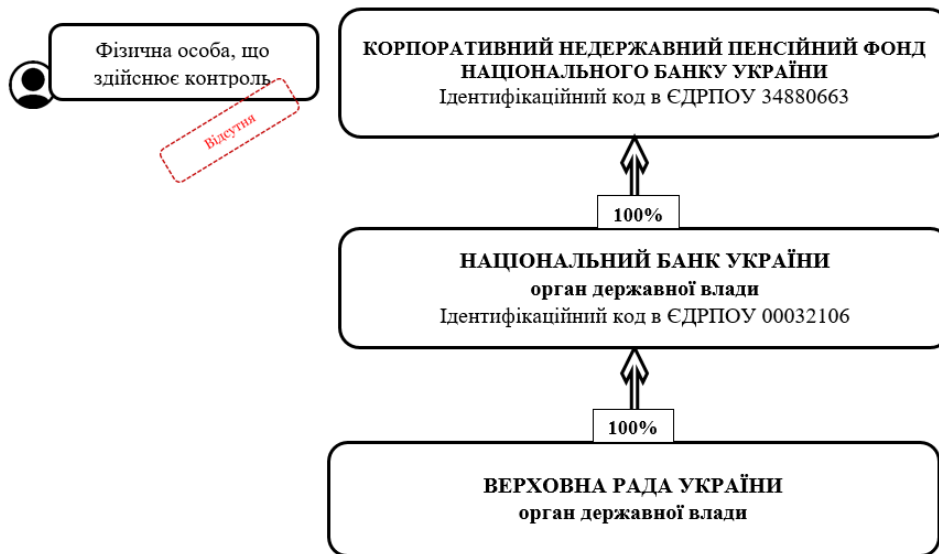 Фізична особа, що
здійснює контроль
Відсутня
КОРПОРАТИВНИЙ НЕДЕРЖАВНИЙ ПЕНСІЙНИЙ ФОНД
НАЦІОНАЛЬНОГО БАНКУ УКРАЇНИ
Ідентифікаційний код в ЄДРПОУ 34880663
100%
НАЦІОНАЛЬНИЙ БАНК УКРАЇНИ
орган державної влади
Ідентифікаційний код в ЄДРПОУ 00032106
100%
ВЕРХОВНА РАДА УКРАЇНИ
орган державної влади